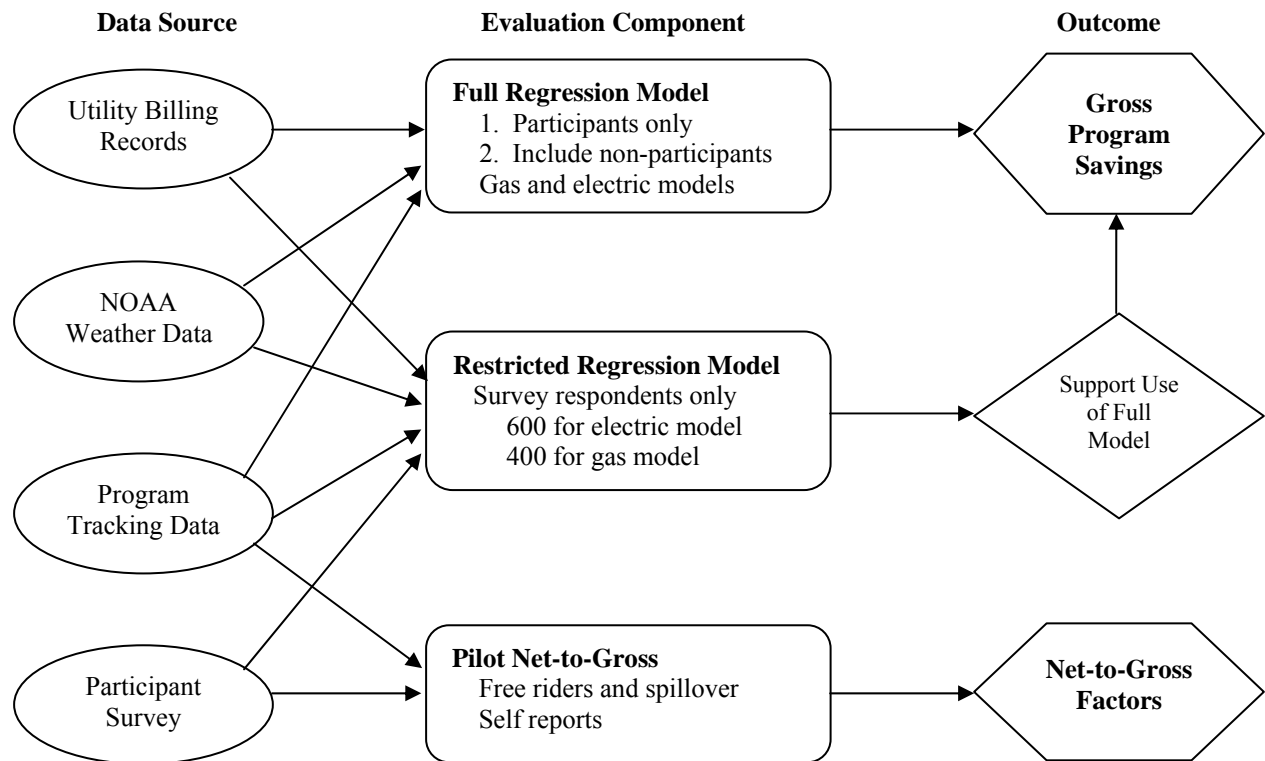 Data Source
Evaluation Component
Outcome
Utility Billing
Records
Full Regression Model
1. Participants only
2. Include non-participants
Gas and electric models
Gross
Program
Savings
NOAA
Weather Data
Restricted Regression Model
Survey respondents only
600 for electric model
400 for gas model
Support Use
of Full
Model
Program
Tracking Data
Participant
Survey
Pilot Net-to-Gross
Free riders and spillover
Self reports
Net-to-Gross
Factors